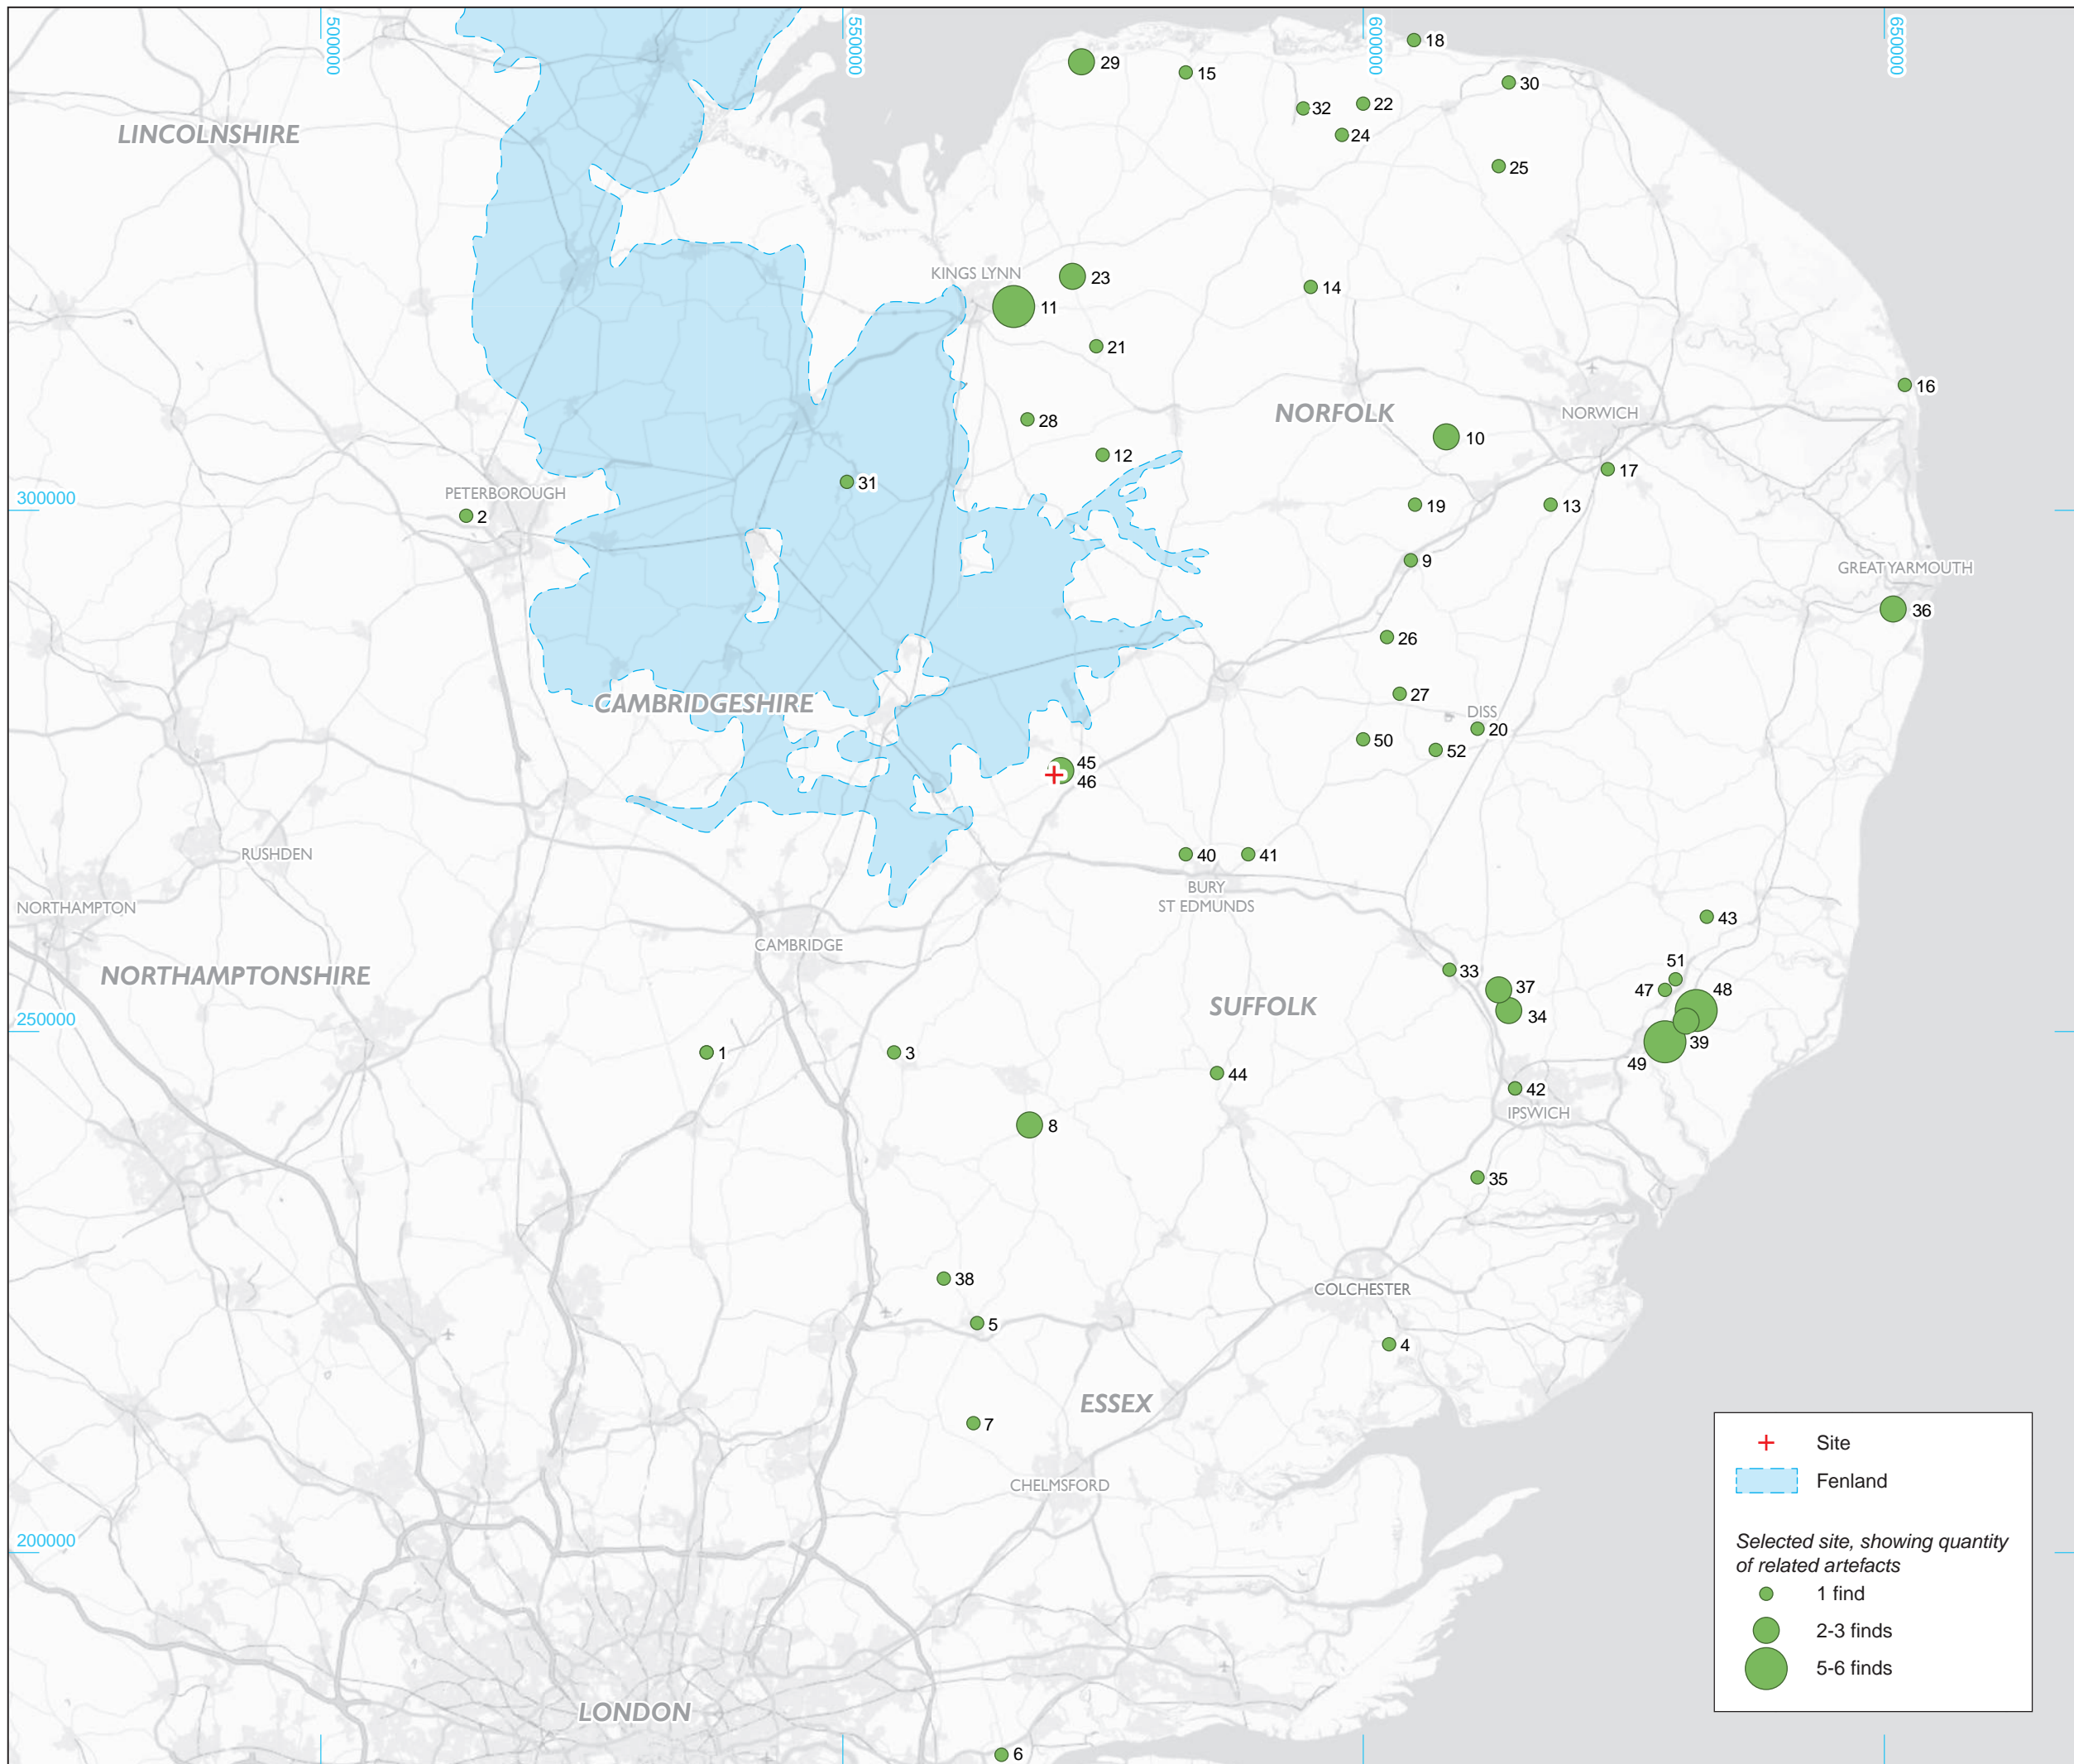 500000
550000
600000
650000
18
29
15
30
32
22
24
LINCOLNSHIRE
25
KINGS LYNN
23
14
11
21
16
NORFOLK
NORWICH
28
10
12
17
31
PETERBOROUGH
300000
2
19
13
9
GREAT YARMOUTH
36
26
27
CAMBRIDGESHIRE
DISS
20
50
52
45
46
RUSHDEN
40
41
BURY
ST EDMUNDS
NORTHAMPTON
43
CAMBRIDGE
51
33
NORTHAMPTONSHIRE
37
47
48
SUFFOLK
34
250000
39
1
3
49
44
42
IPSWICH
8
35
38
COLCHESTER
5
4
ESSEX
7
CHELMSFORD
200000
LONDON
6
Site
Fenland
Selected site, showing quantity
of related artefacts
1 find
2-3 finds
5-6 finds